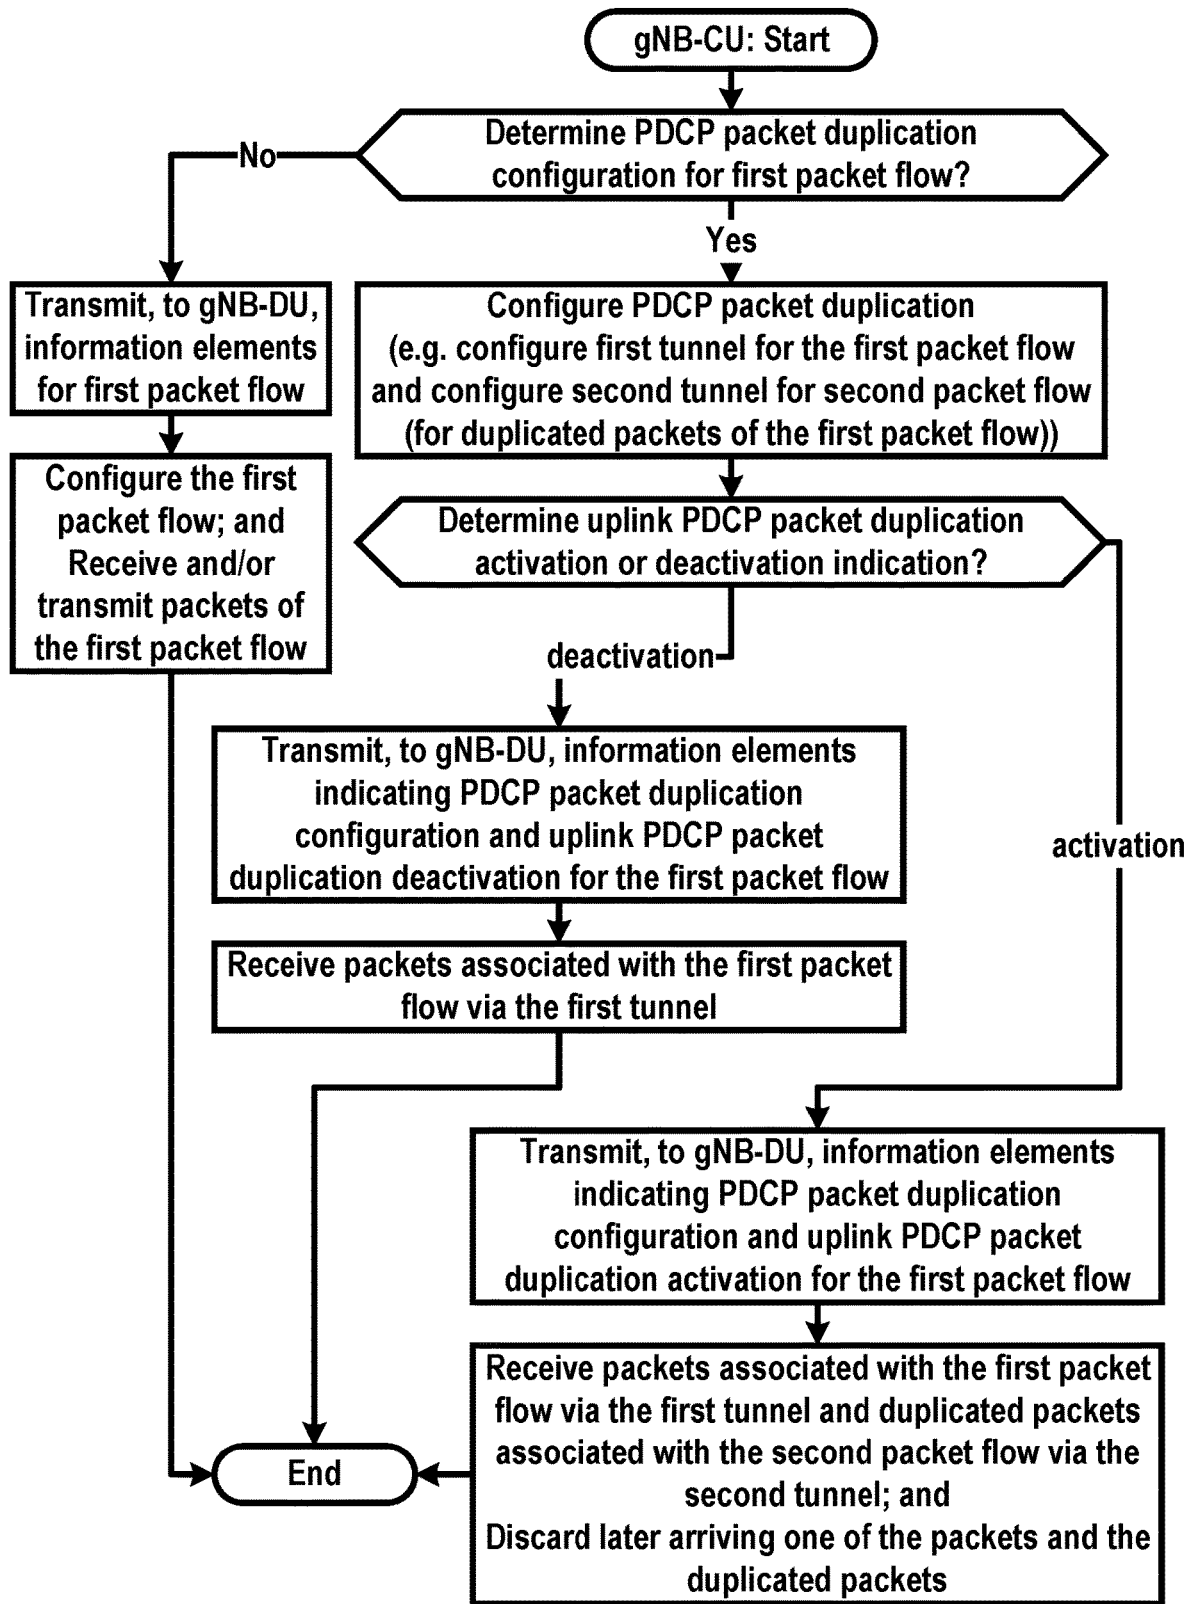 gNB-CU: Start
Determine PDCP packet duplication
configuration for first packet flow?
No
Yes
Transmit, to gNB-DU,
information elements
for first packet flow
Configure PDCP packet duplication
(e.g. configure first tunnel for the first packet flow
and configure second tunnel for second packet flow
(for duplicated packets of the first packet flow))
Configure the first
packet flow; and
Receive and/or
transmit packets of
the first packet flow
Determine uplink PDCP packet duplication
activation or deactivation indication?
deactivation
activation
Transmit, to gNB-DU, information elements
indicating PDCP packet duplication
configuration and uplink PDCP packet
duplication deactivation for the first packet flow
Receive packets associated with the first packet
flow via the first tunnel
Transmit, to gNB-DU, information elements
indicating PDCP packet duplication
configuration and uplink PDCP packet
duplication activation for the first packet flow
Receive packets associated with the first packet
flow via the first tunnel and duplicated packets
associated with the second packet flow via the
second tunnel; and
Discard later arriving one of the packets and the
duplicated packets
End